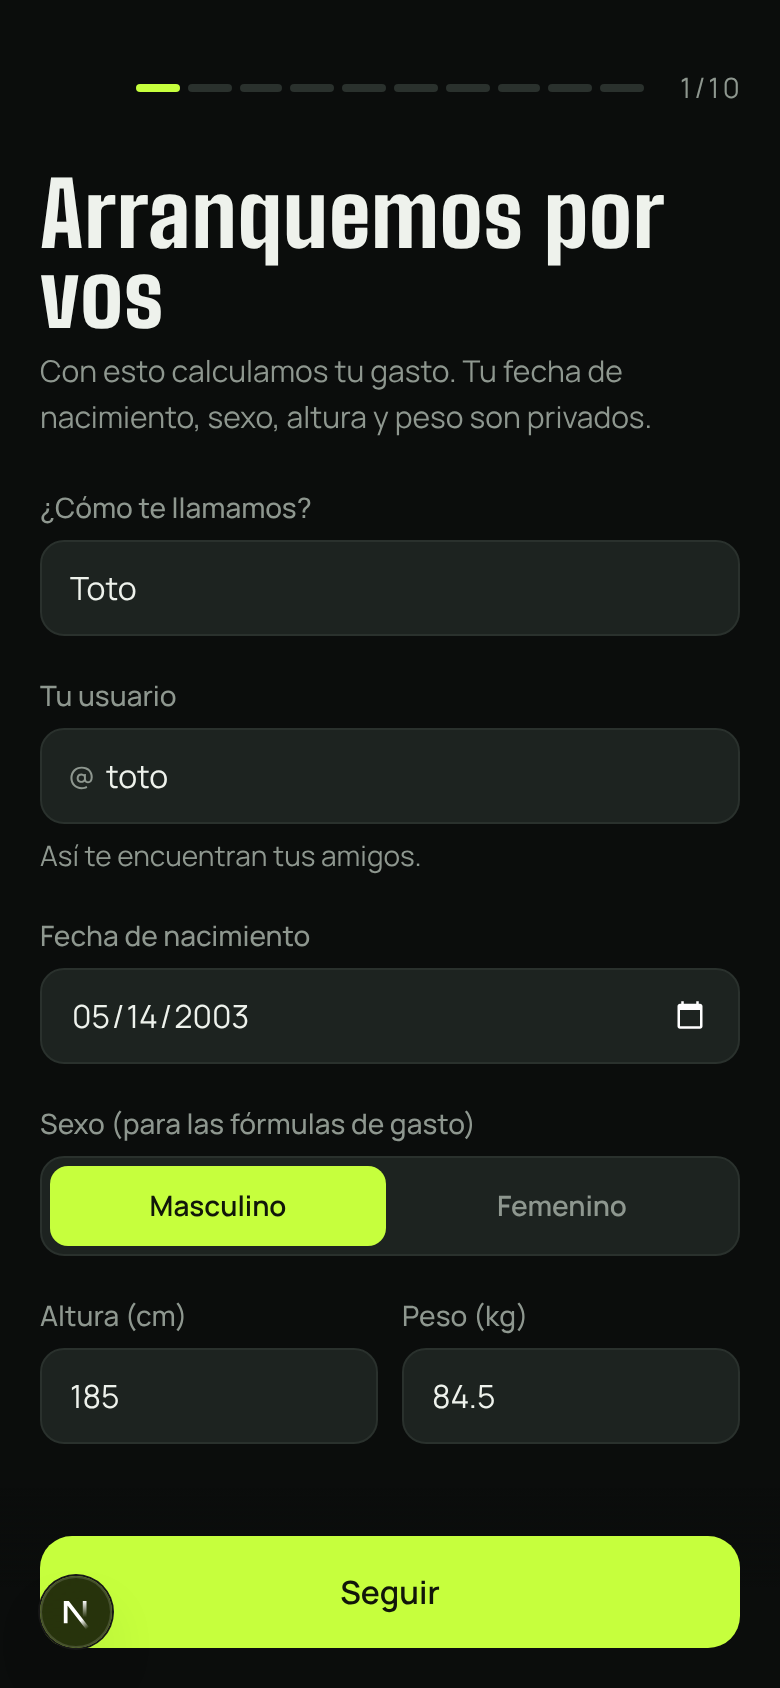 1/10
Arranquemos por
vos
Con esto calculamos tu gasto. Tu fecha de
nacimiento, sexo, altura y peso son privados.
¿Cómo te llamamos?
Toto
Tu usuario
@ toto
Así te encuentran tus amigos.
Fecha de nacimiento
05/14/2003
Sexo (para las fórmulas de gasto)
Masculino Femenino
Altura (cm) Peso (kg)
185 84.5
Seguir
N